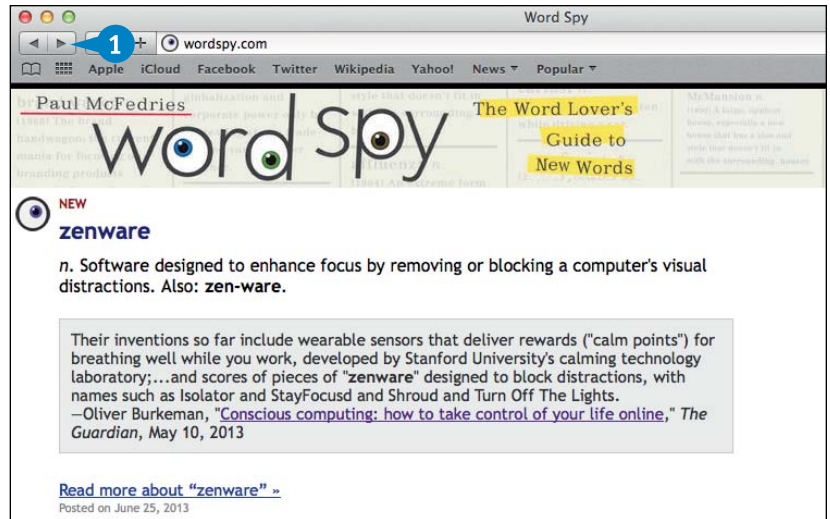 Word Spy
1
wordspy.com
Apple iCloud Facebook Twitter Wikipedia Yahoo! News Popular
Paul McFedries
word spy
The Word Lover's
Guide to
New Words
NEW
zenware
n. Software designed to enhance focus by removing or blocking a computer's visual
distractions. Also: zen-ware.
Their inventions so far include wearable sensors that deliver rewards ("calm points") for
breathing well while you work, developed by Stanford University's calming technology
laboratory;...and scores of pieces of "zenware" designed to block distractions, with
names such as Isolator and StayFocusd and Shroud and Turn Off The Lights.
—Oliver Burkeman, "Conscious computing: how to take control of your life online," The
Guardian, May 10, 2013
Read more about “zenware” »
Posted on June 25, 2013